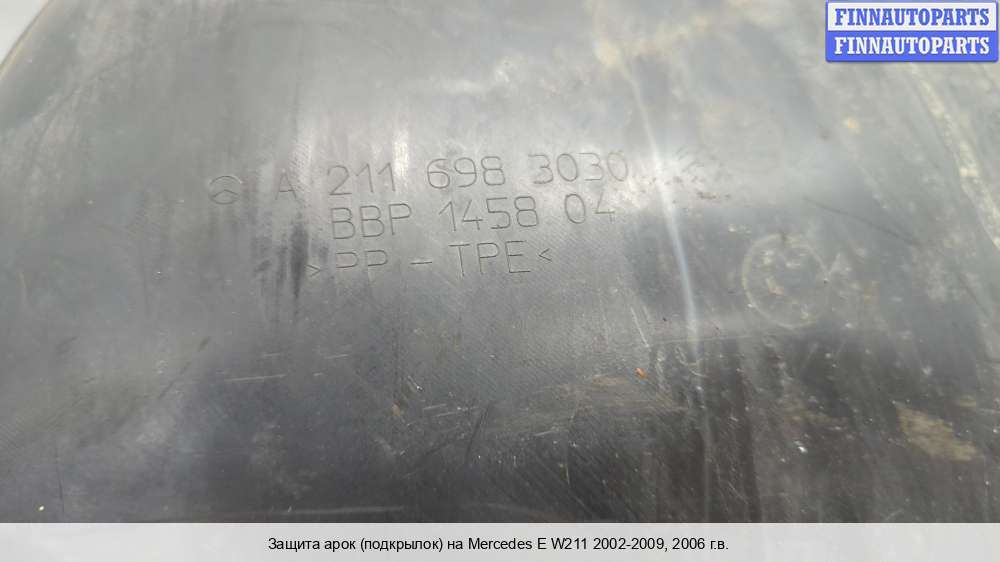 FINNAUTOPARTS
FINNAUTOPARTS
A 211 698 3030
BBP 1458 04
>PP - TPE<
Защита арок (подкрылок) на Mercedes E W211 2002-2009, 2006 г.в.